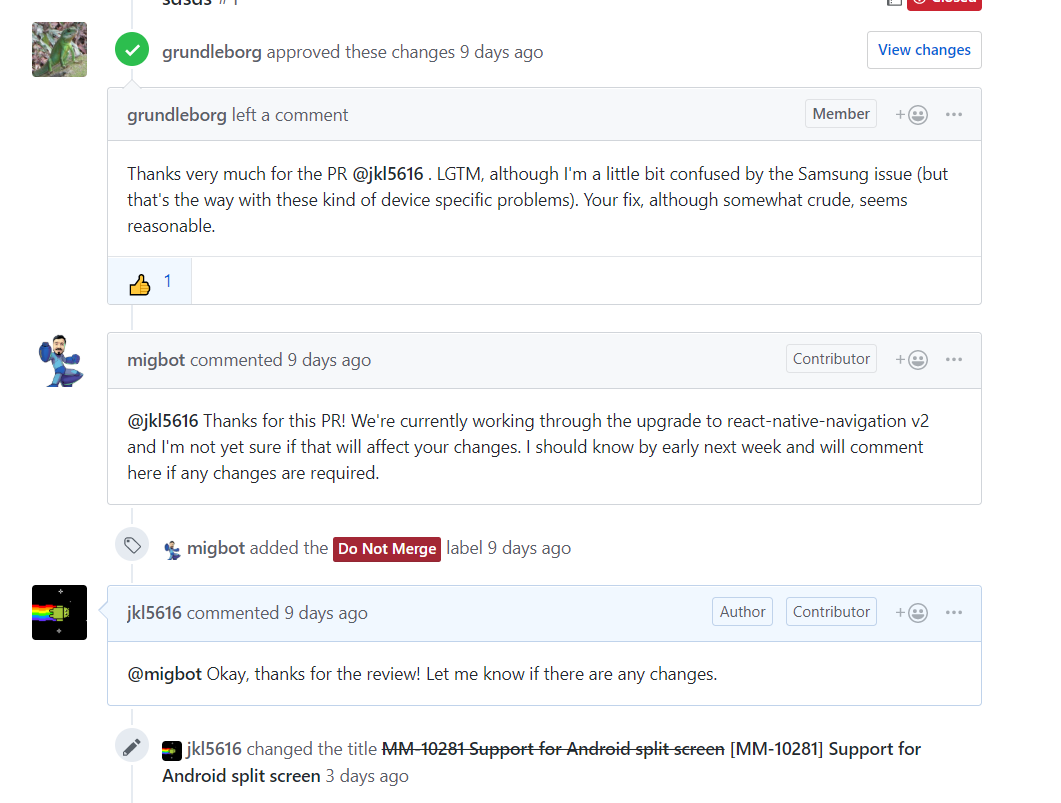 grundleborg approved these changes 9 days ago
View changes
grundleborg left a comment
Member
Thanks very much for the PR @jkl5616 . LGTM, although I'm a little bit confused by the Samsung issue (but
that's the way with these kind of device specific problems). Your fix, although somewhat crude, seems
reasonable.
1
migbot commented 9 days ago
Contributor
@jkl5616 Thanks for this PR! We're currently working through the upgrade to react-native-navigation v2
and I'm not yet sure if that will affect your changes. I should know by early next week and will comment
here if any changes are required.
migbot added the Do Not Merge label 9 days ago
jkl5616 commented 9 days ago
Author
Contributor
@migbot Okay, thanks for the review! Let me know if there are any changes.
jkl5616 changed the title MM-10281 Support for Android split screen [MM-10281] Support for
Android split screen 3 days ago